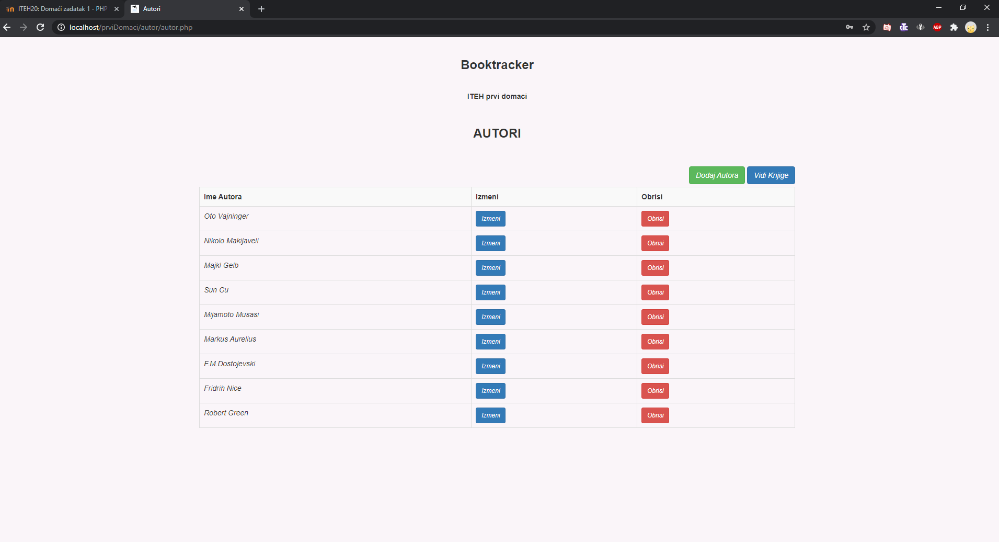 ITEH20: Domaći zadatak 1 - PHP
Autori
localhost/prviDomaci/autor/autor.php
ABP
Booktracker
ITEH prvi domaci
AUTORI
Dodaj Autora Vidi Knjige
Ime Autora Izmeni Obrisi
Oto Vajninger Izmeni Obrisi
Nikolo Makijaveli Izmeni Obrisi
Majkl Gelb Izmeni Obrisi
Sun Cu Izmeni Obrisi
Mijamoto Musasi Izmeni Obrisi
Markus Aurelius Izmeni Obrisi
F.M.Dostojevski Izmeni Obrisi
Fridrih Nice Izmeni Obrisi
Robert Green Izmeni Obrisi